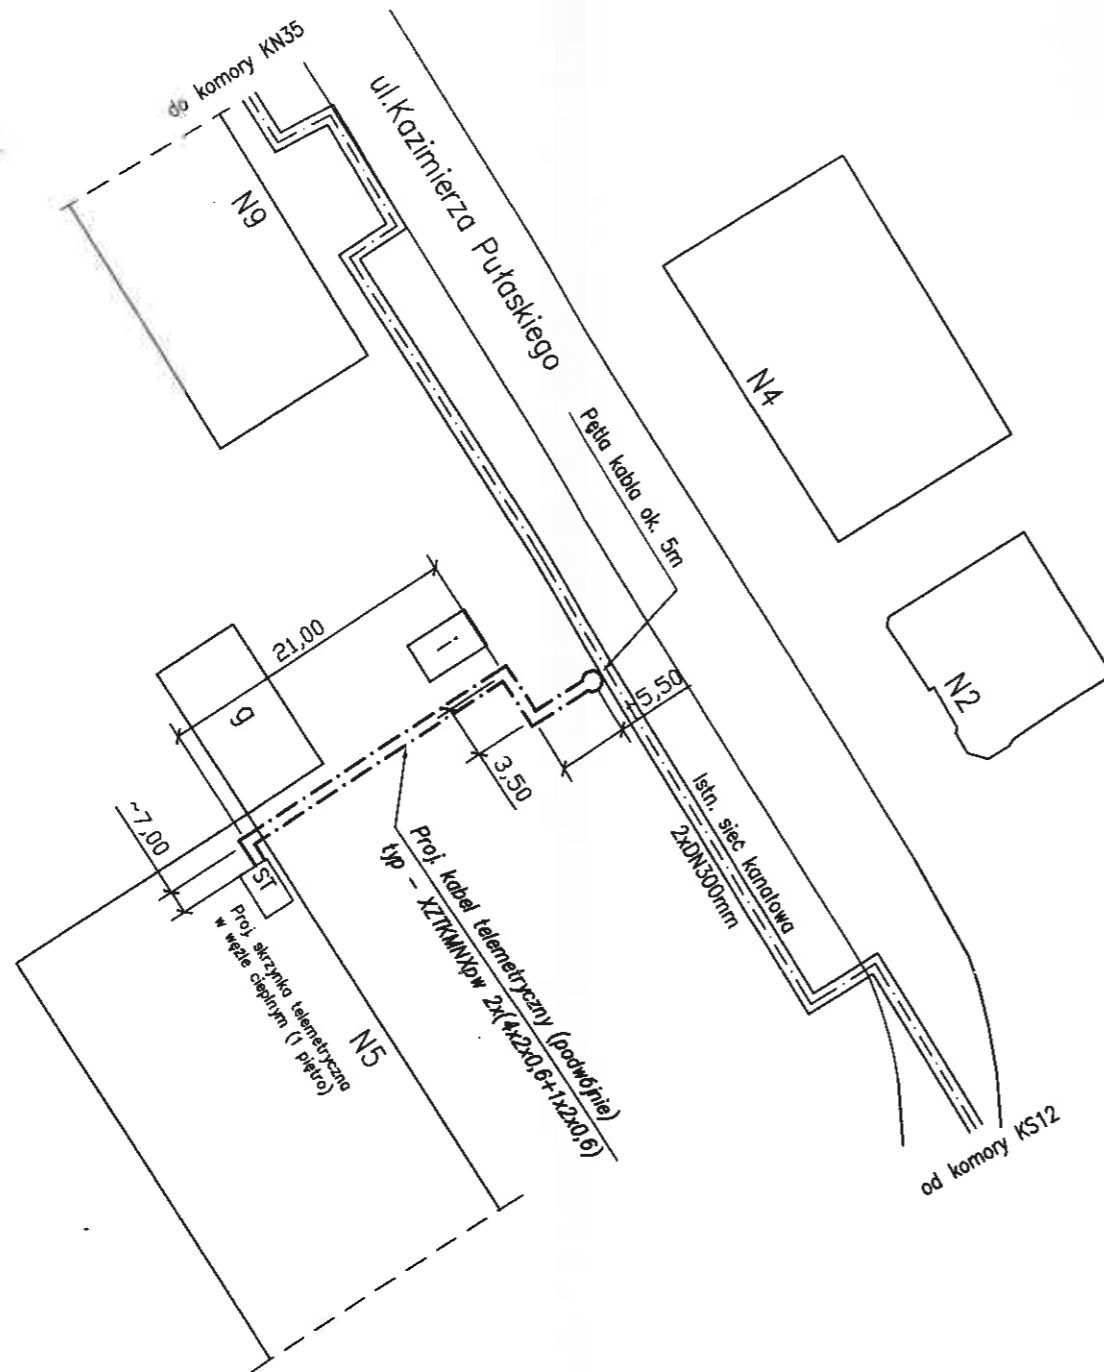 do komory KN35
ul.Kazimierza Pułaskiego
N9
N4
Pętla kabla ok. 5m
N2
21,00
i
g
~5,50
3,50
~7,00
ST
Istn. sieć kanałowa
2xDN300mm
Proj. kabel telemetryczny (podwójnie)
typ - XZTKMNXpw 2x(4x2x0,6+1x2x0,6)
Proj. skrzynka telemetryczna
w węźle cieplnym (1 piętro)
N5
od komory KS12